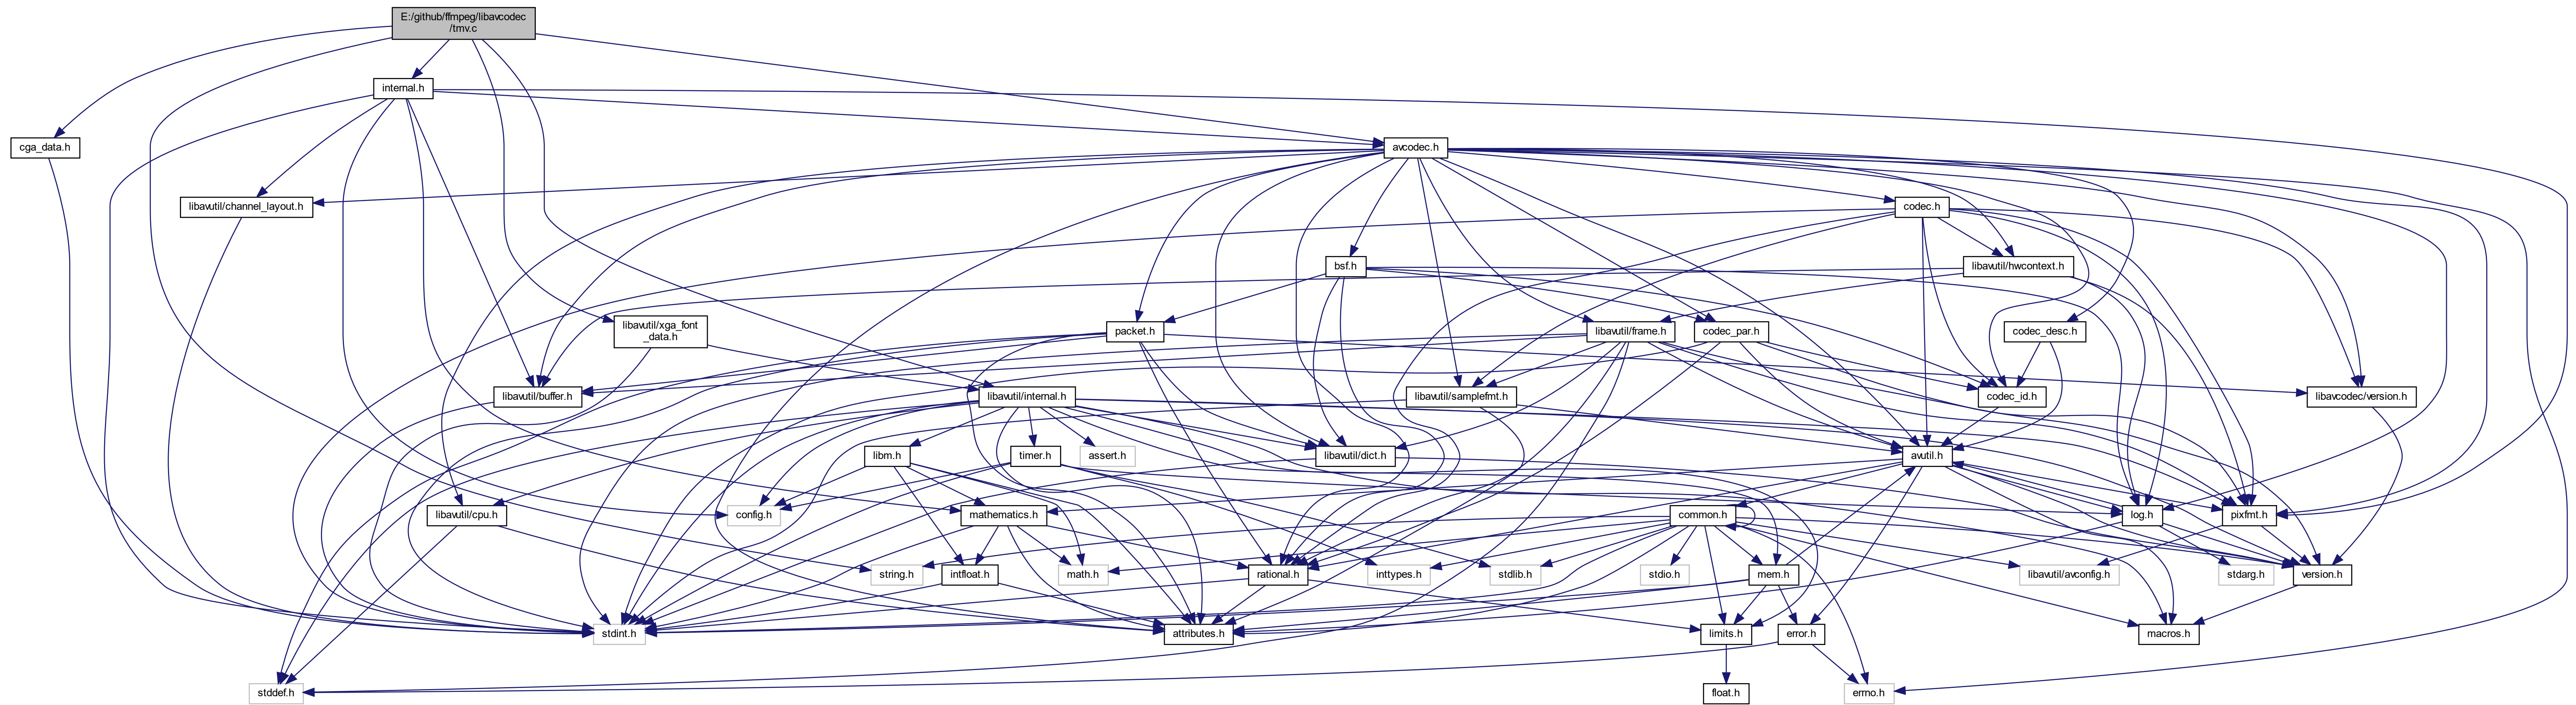 E:/github/ffmpeg/libavcodec
/tmv.c
internal.h
cga_data.h
avcodec.h
libavutil/channel_layout.h
codec.h
bsf.h
libavutil/hwcontext.h
libavutil/xga_font
_data.h
packet.h
libavutil/frame.h
codec_par.h
codec_desc.h
libavutil/buffer.h
libavutil/internal.h
libavutil/samplefmt.h
codec_id.h
libavcodec/version.h
libm.h
timer.h
assert.h
libavutil/dict.h
avutil.h
libavutil/cpu.h
config.h
mathematics.h
common.h
log.h
pixfmt.h
string.h
intfloat.h
math.h
rational.h
inttypes.h
stdlib.h
stdio.h
mem.h
libavutil/avconfig.h
stdarg.h
version.h
stdint.h
attributes.h
limits.h
error.h
macros.h
stddef.h
float.h
errno.h